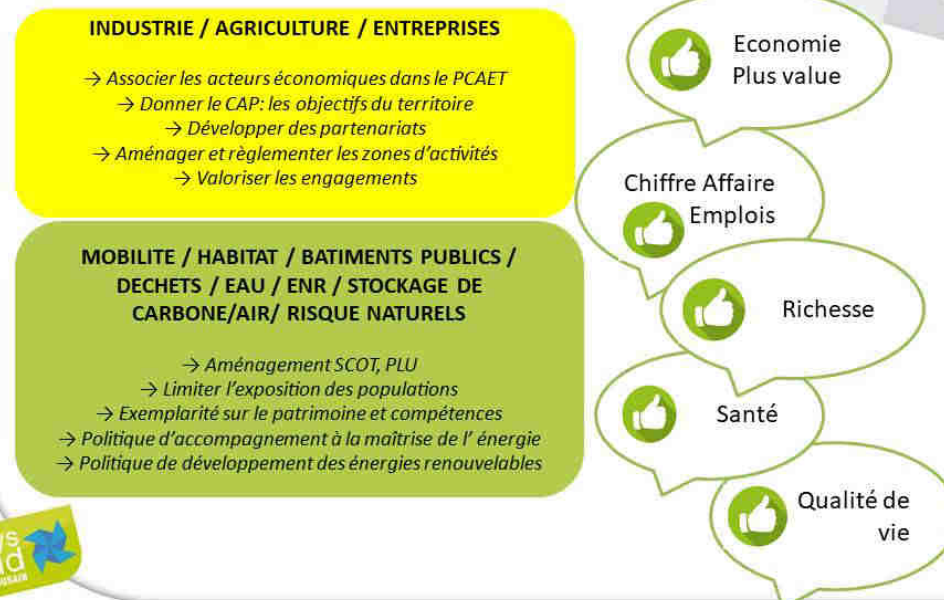 INDUSTRIE / AGRICULTURE / ENTREPRISES
→ Associer les acteurs économiques dans le PCAET
→ Donner le CAP: les objectifs du territoire
→ Développer des partenariats
→ Aménager et règlementer les zones d'activités
→ Valoriser les engagements
MOBILITE / HABITAT / BATIMENTS PUBLICS /
DECHETS / EAU / ENR / STOCKAGE DE
CARBONE/AIR/ RISQUE NATURELS
→ Aménagement SCOT, PLU
→ Limiter l'exposition des populations
→ Exemplarité sur le patrimoine et compétences
→ Politique d'accompagnement à la maîtrise de l' énergie
→ Politique de développement des énergies renouvelables
Economie
Plus value
Chiffre Affaire
Emplois
Richesse
Santé
Qualité de
vie